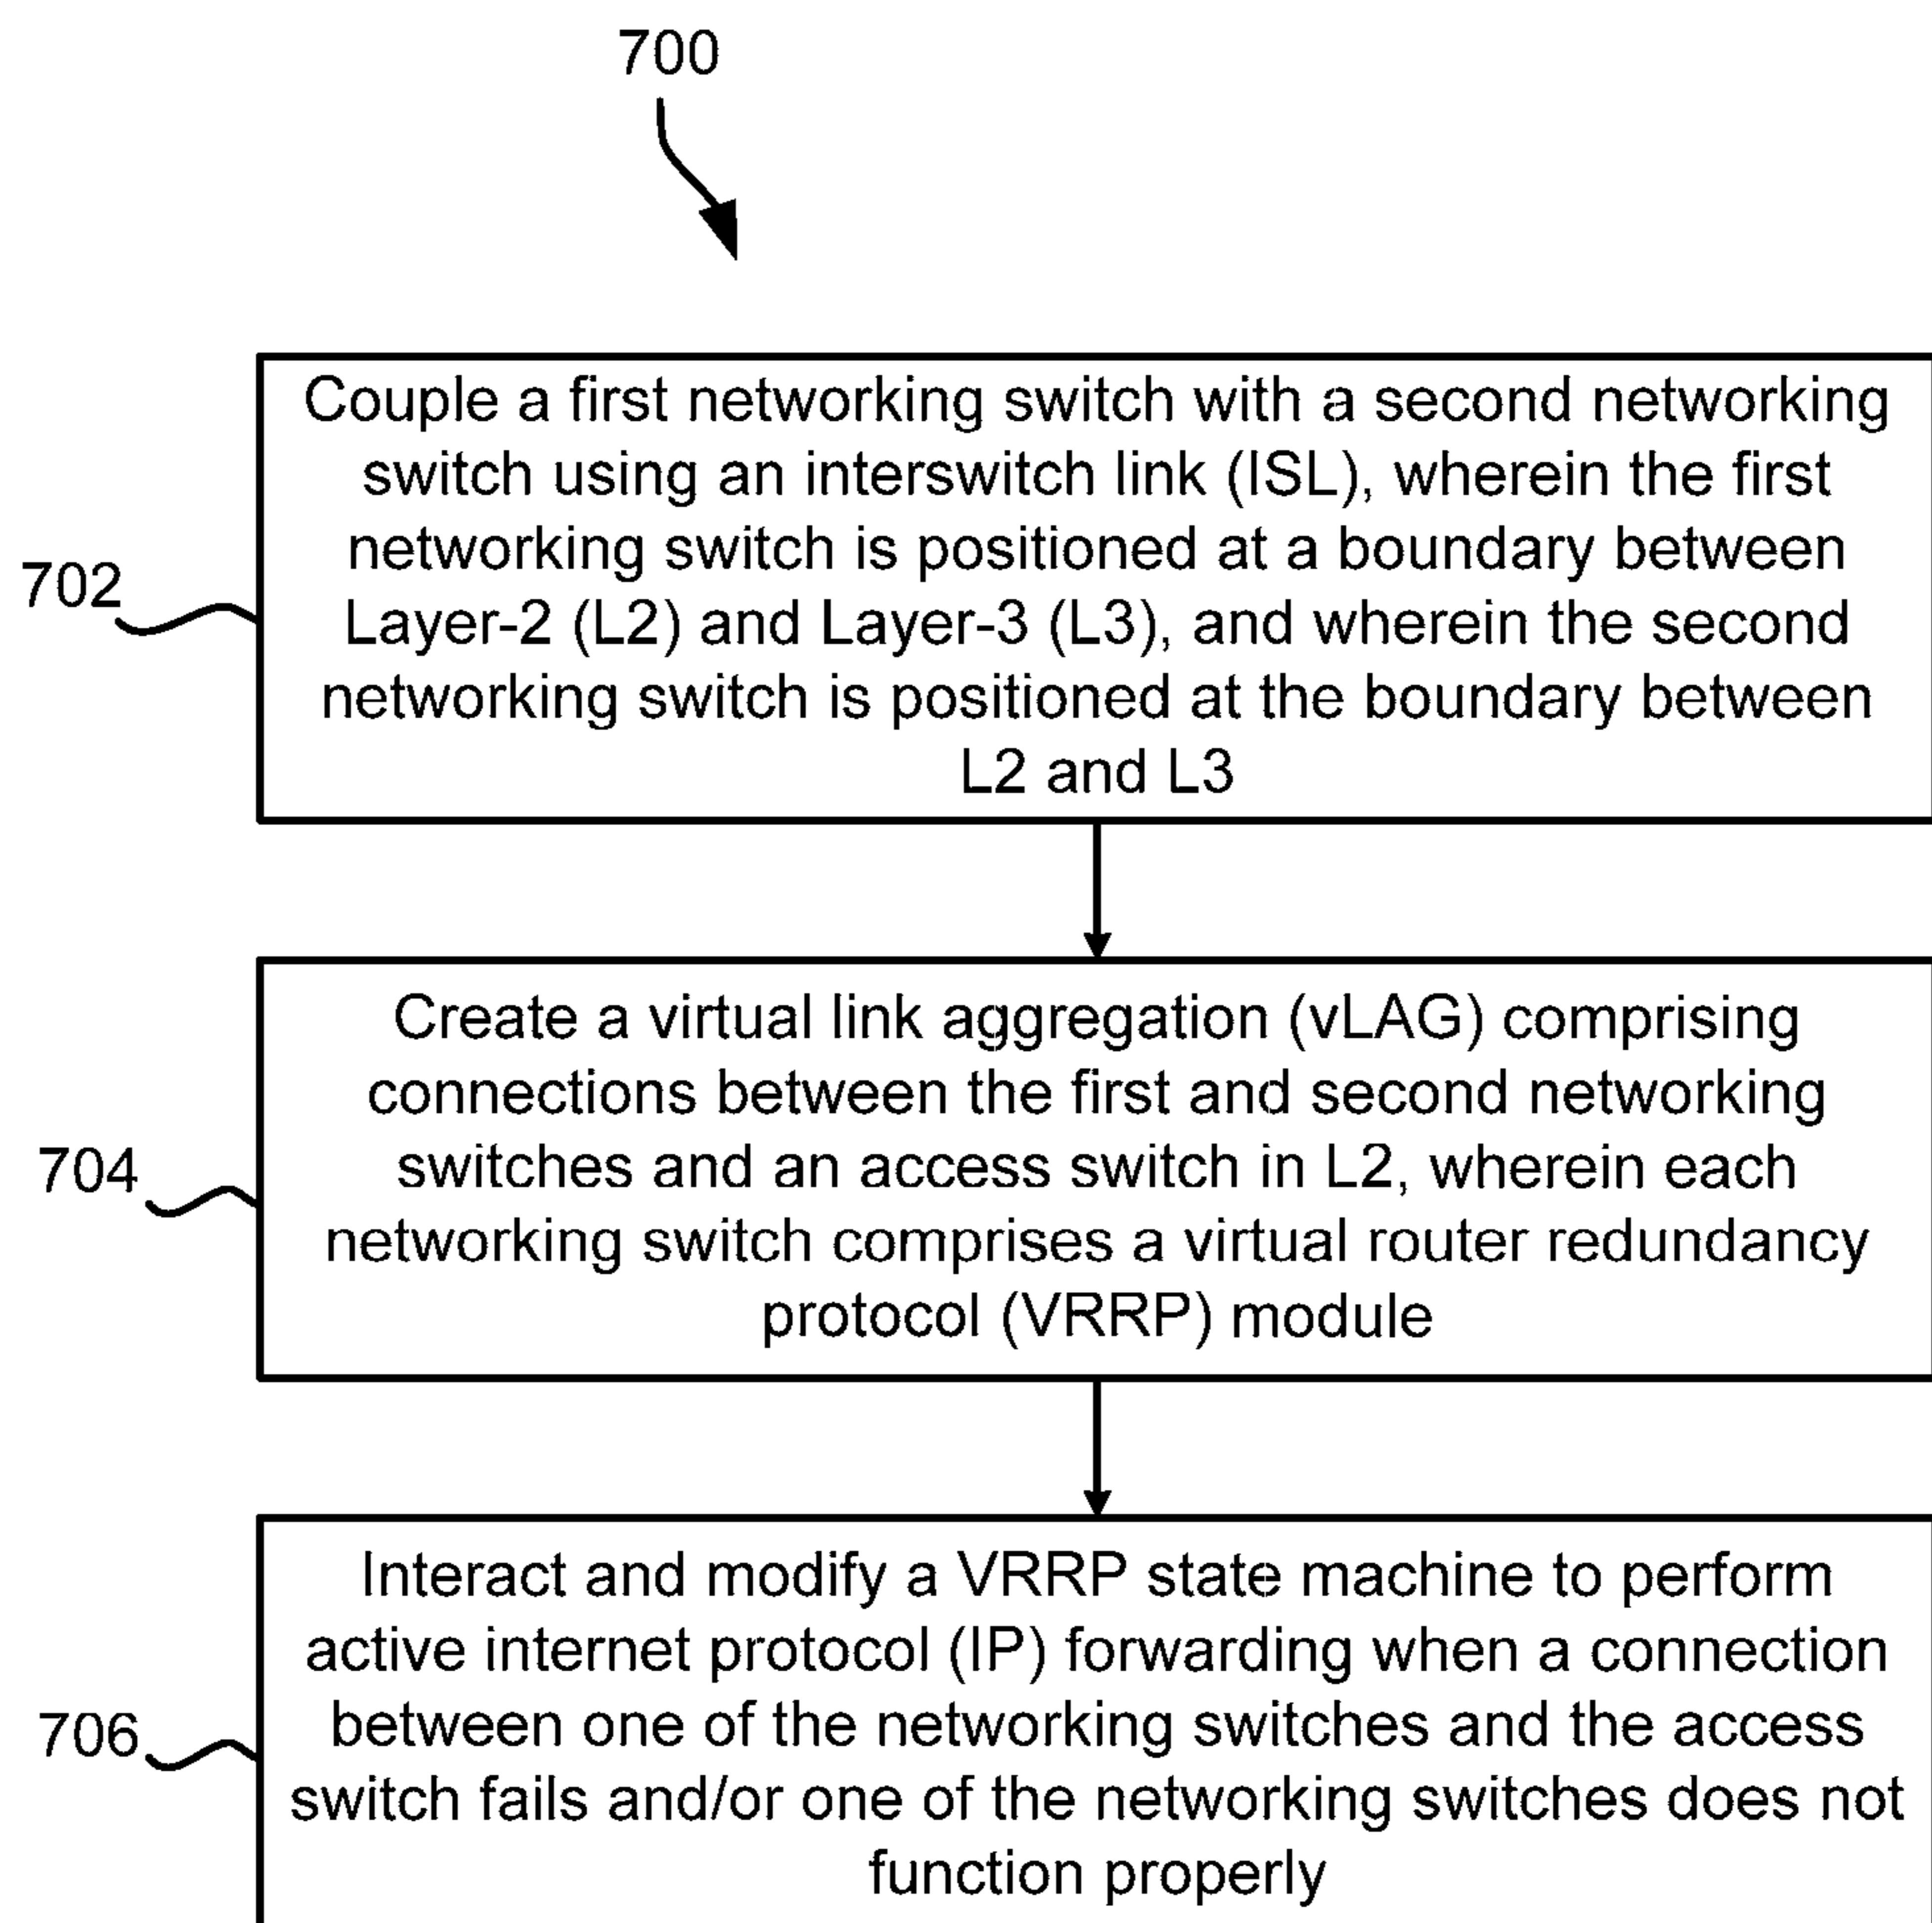 700
702
Couple a first networking switch with a second networking
switch using an interswitch link (ISL), wherein the first
networking switch is positioned at a boundary between
Layer-2 (L2) and Layer-3 (L3), and wherein the second
networking switch is positioned at the boundary between
L2 and L3
704
Create a virtual link aggregation (vLAG) comprising
connections between the first and second networking
switches and an access switch in L2, wherein each
networking switch comprises a virtual router redundancy
protocol (VRRP) module
706
Interact and modify a VRRP state machine to perform
active internet protocol (IP) forwarding when a connection
between one of the networking switches and the access
switch fails and/or one of the networking switches does not
function properly